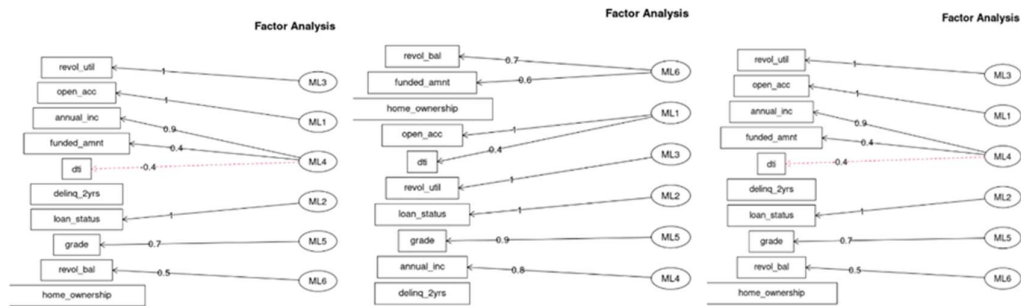 Factor Analysis
revol_util
1
ML3
open_acc
1
ML1
annual_inc
0.9
funded_amnt
0.4
ML4
dti
-0.4
delinq_2yrs
loan_status
1
ML2
grade
0.7
ML5
revol_bal
0.5
ML6
home_ownership
Factor Analysis
revol_bal
0.7
ML6
funded_amnt
0.6
home_ownership
ML1
open_acc
1
dti
0.4
ML3
revol_util
1
loan_status
1
ML2
grade
0.9
ML5
annual_inc
0.8
ML4
delinq_2yrs
Factor Analysis
revol_util
1
ML3
open_acc
1
ML1
annual_inc
0.9
funded_amnt
0.4
ML4
dti
-0.4
delinq_2yrs
ML2
loan_status
1
grade
0.7
ML5
revol_bal
0.5
ML6
home_ownership